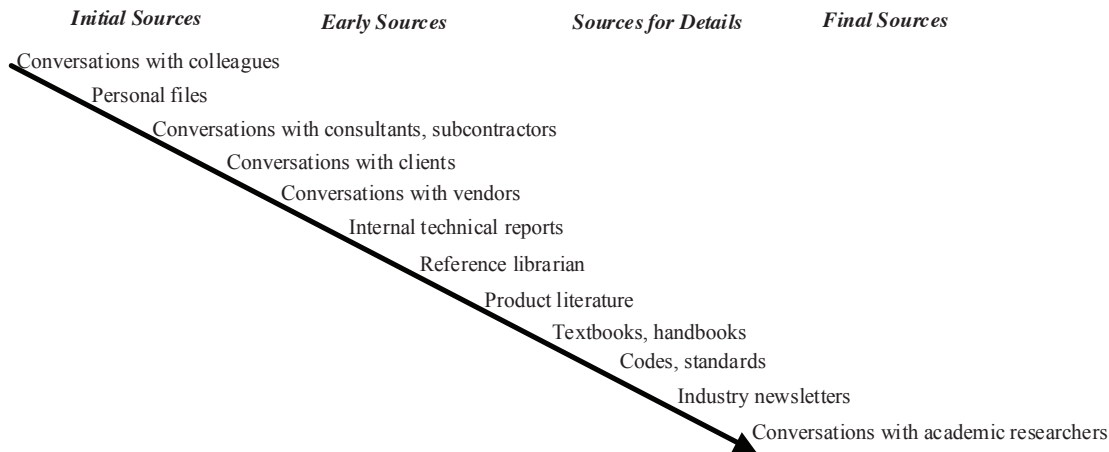 Initial Sources Early Sources Sources for Details Final Sources
Conversations with colleagues
Personal files
Conversations with consultants, subcontractors
Conversations with clients
Conversations with vendors
Internal technical reports
Reference librarian
Product literature
Textbooks, handbooks
Codes, standards
Industry newsletters
Conversations with academic researchers